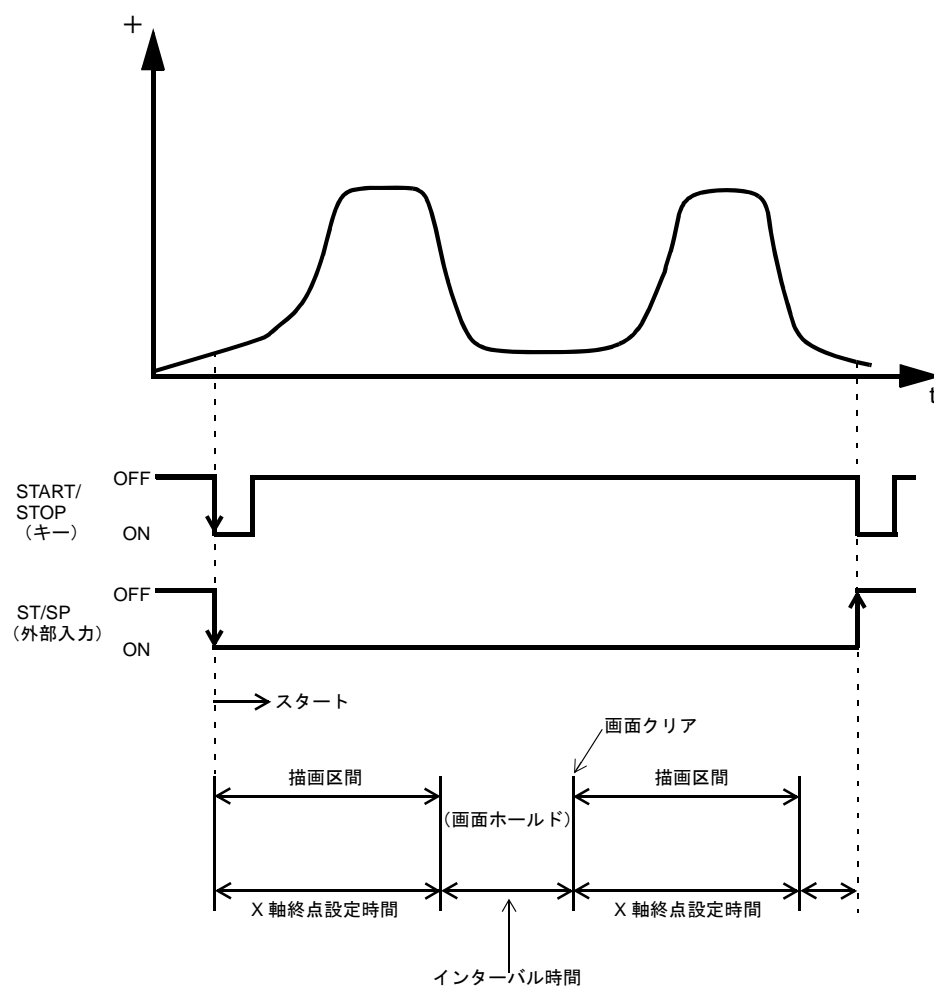 +
t
START/
STOP
（キー）
OFF
ON
ST/SP
（外部入力）
OFF
ON
スタート
画面クリア
描画区間
描画区間
（画面ホールド）
X 軸終点設定時間
X 軸終点設定時間
インターバル時間